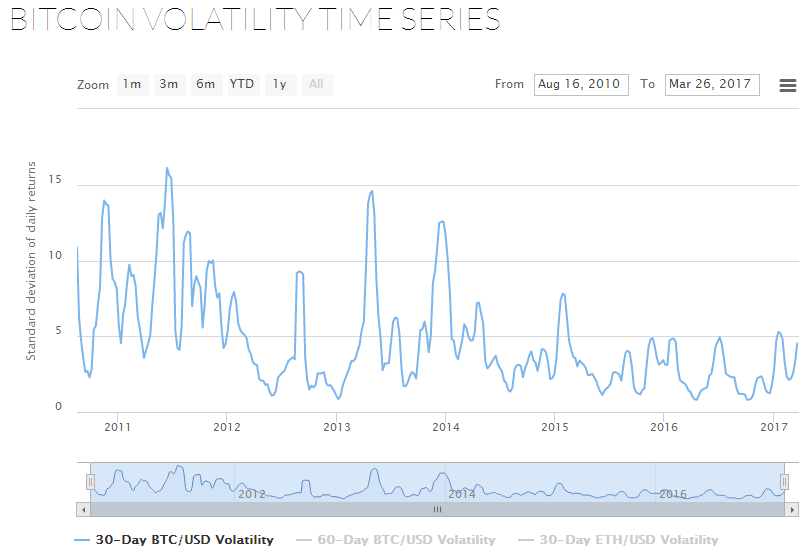 BITCOIN VOLATILITY TIME SERIES
Zoom 1m 3m 6m YTD 1y All From Aug 16, 2010 To Mar 26, 2017
Standard deviation of daily returns
15
10
5
0
2011 2012 2013 2014 2015 2016 2017
2012 2014 2016
30-Day BTC/USD Volatility 60-Day BTC/USD Volatility 30-Day ETH/USD Volatility